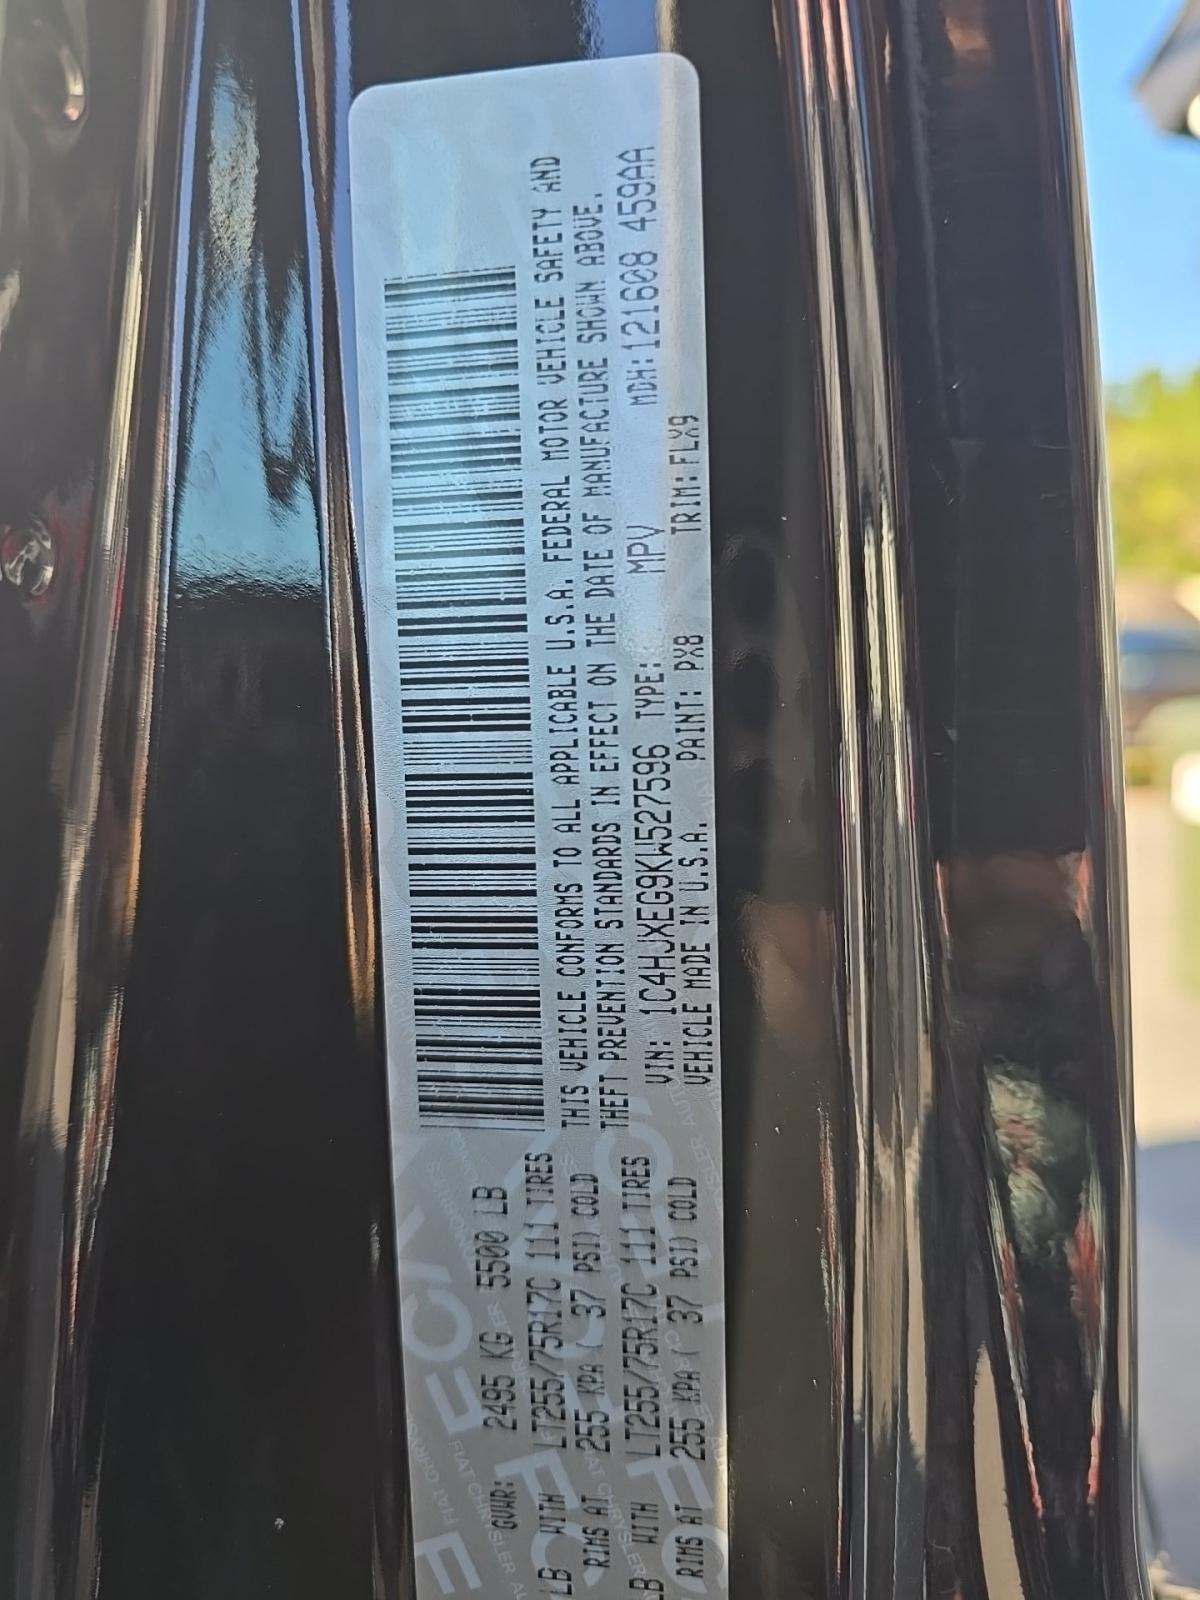 GVWR: 2495 KG 5500 LB
LB WITH LT255/75R17C 111 TIRES
RIMS AT 255 KPA ( 37 PSI) COLD
LB WITH LT255/75R17C 111 TIRES
RIMS AT 255 KPA ( 37 PSI) COLD
THIS VEHICLE CONFORMS TO ALL APPLICABLE U.S.A. FEDERAL MOTOR VEHICLE SAFETY AND
THEFT PREVENTION STANDARDS IN EFFECT ON THE DATE OF MANUFACTURE SHOWN ABOVE.
VIN: 1C4HJXEG9KW527596 TYPE: MPV MDH:121608 459AA
VEHICLE MADE IN U.S.A. PAINT: PX8 TRIM:FLX9